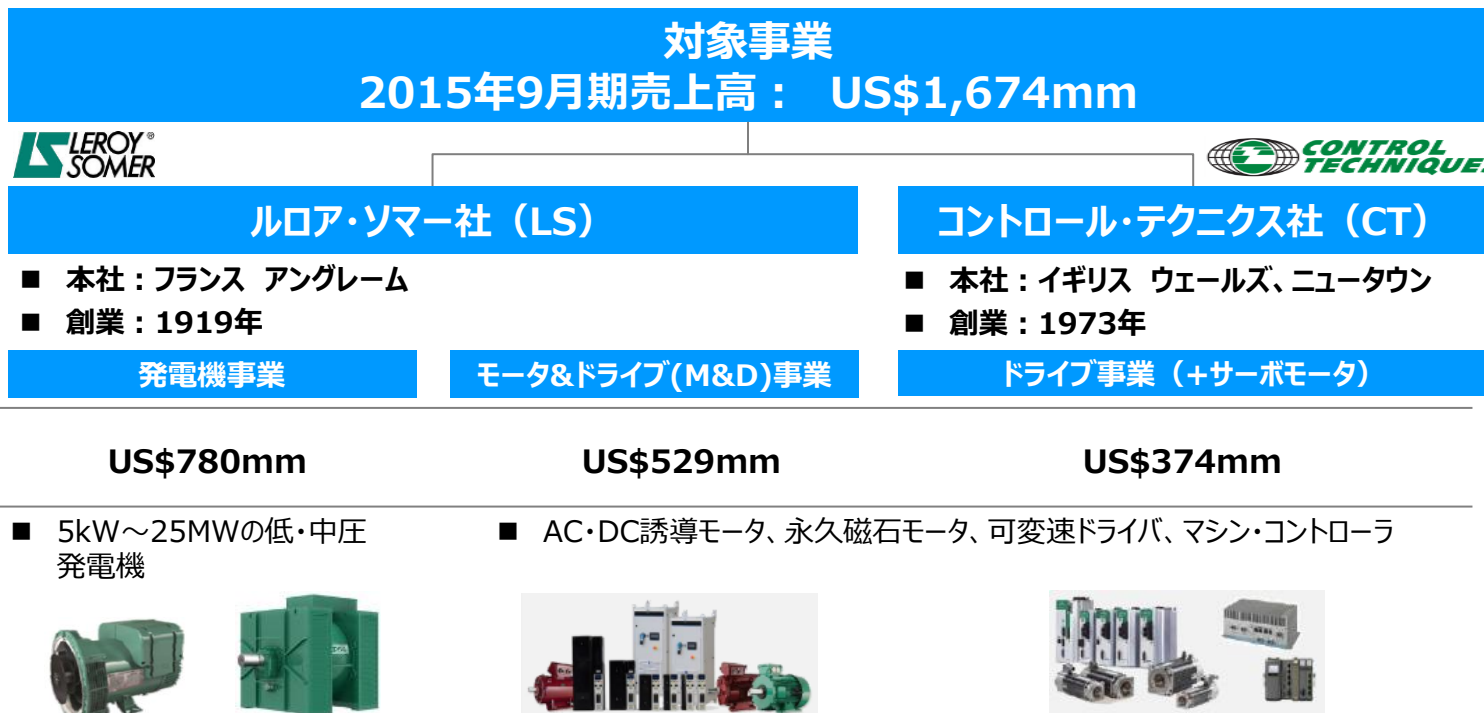 対象事業
2015年9月期売上高： US$1,674mm
LEROY®
SOMER
CONTROL
TECHNIQUES
ルロア・ソマー社（LS）
コントロール・テクニクス社（CT）
■ 本社：フランス アングレーム
■ 創業：1919年
■ 本社：イギリス ウェールズ、ニュータウン
■ 創業：1973年
発電機事業
モータ&ドライブ(M&D)事業
ドライブ事業（+サーボモータ）
US$780mm
US$529mm
US$374mm
■ 5kW～25MWの低・中圧
発電機
■ AC・DC誘導モータ、永久磁石モータ、可変速ドライバ、マシン・コントローラ